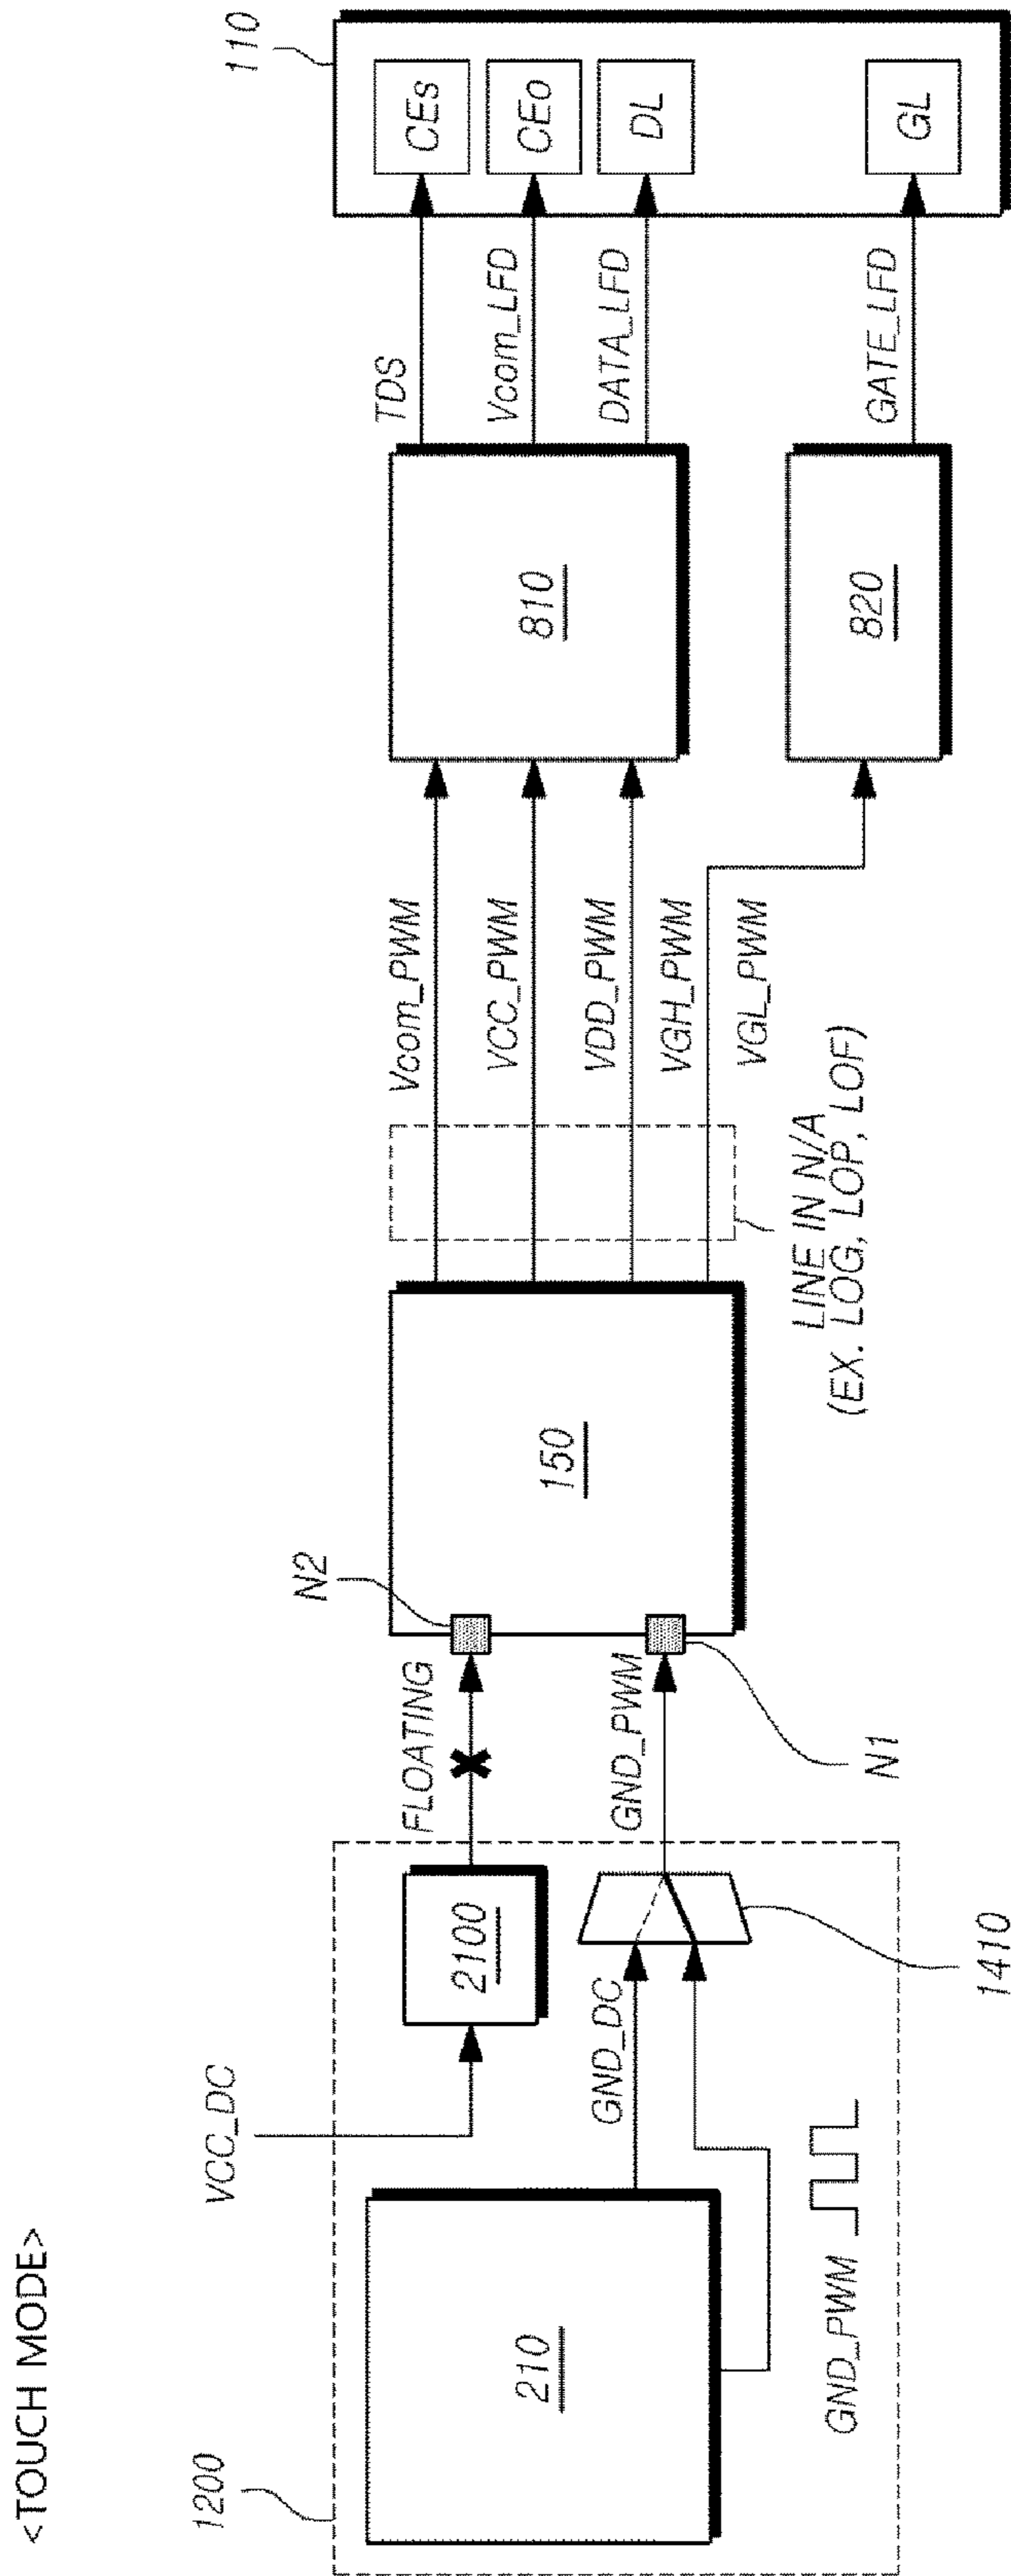 <TOUCH MODE>
1200
210
VCC_DC
2100
GND_DC
GND_PWM
1410
FLOATING
GND_PWM
N2
N1
150
LINE IN N/A
(EX. LOG, LOP, LOF)
Vcom_PWM
VCC_PWM
VDD_PWM
VGH_PWM
VGL_PWM
810
820
TDS
Vcom_LFD
DATA_LFD
GATE_LFD
110
CEs
CEo
DL
GL